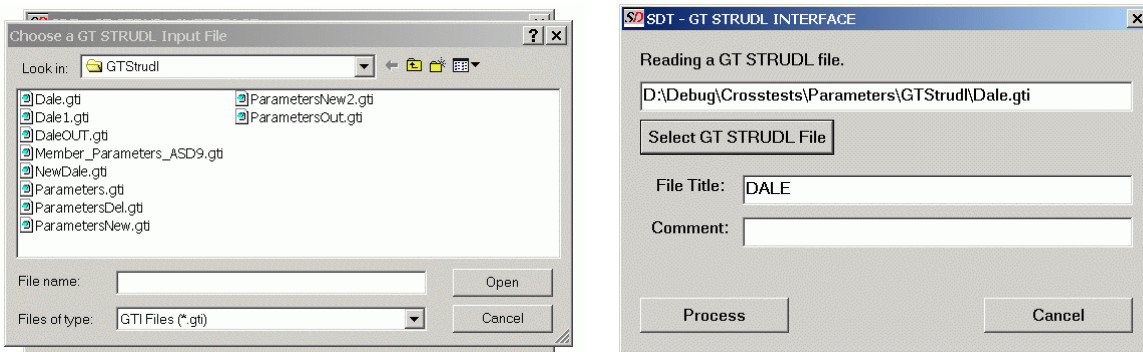 Choose a GT STRUDL Input File
Look in: GTStrudl
Dale.gti
Dale1.gti
DaleOUT.gti
Member_Parameters_ASD9.gti
NewDale.gti
Parameters.gti
ParametersDel.gti
ParametersNew.gti
ParametersNew2.gti
ParametersOut.gti
File name: Open
Files of type: GTI Files (*.gti) Cancel
SD SDT - GT STRUDL INTERFACE
Reading a GT STRUDL file.
D:\Debug\Crosstests\Parameters\GTStrudl\Dale.gti
Select GT STRUDL File
File Title: DALE
Comment:
Process Cancel